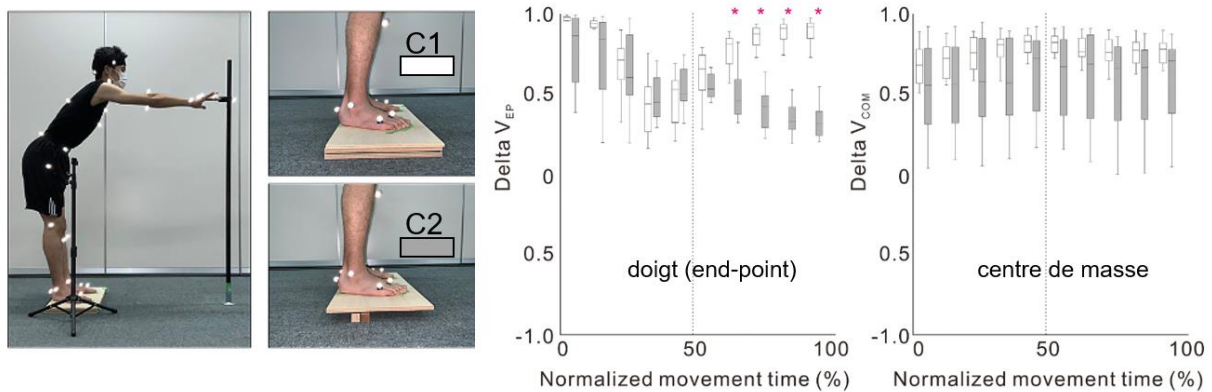 C1
C2
Delta V_EP
1.0
0.5
0
0.5
-1.0
* * * *
doigt (end-point)
0 50 100
Normalized movement time (%)
Delta V_COM
1.0
0.5
0
0.5
-1.0
centre de masse
0 50 100
Normalized movement time (%)